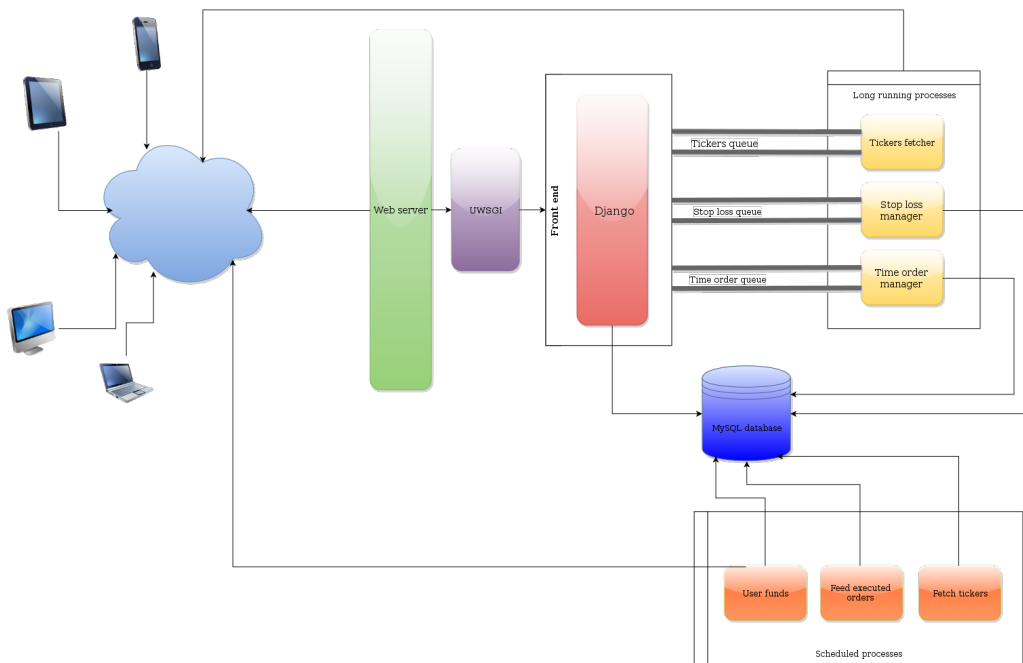 Long running processes
Tickers fetcher
Tickers queue
Web server
UWSGI
Front end
Django
Stop loss queue
Stop loss
manager
Time order queue
Time order
manager
MySQL database
User funds
Feed executed
orders
Fetch tickers
Scheduled processes